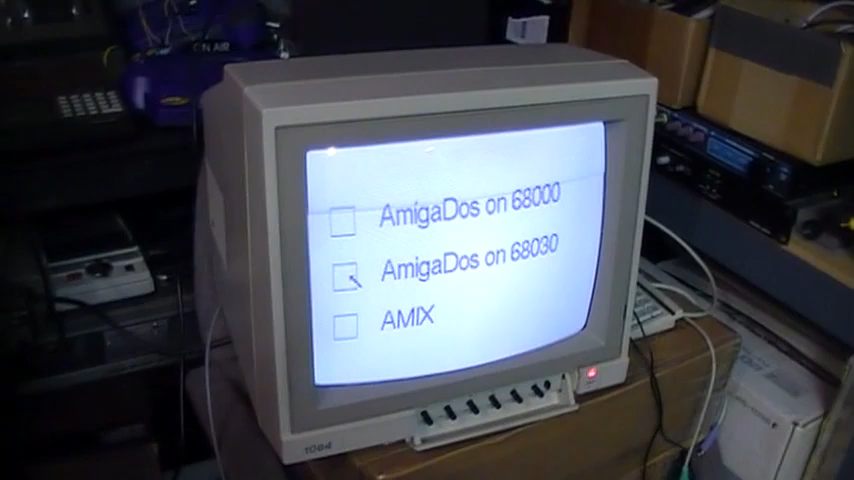 ON AIR
AmigaDos on 68000
AmigaDos on 68030
AMIX
1084